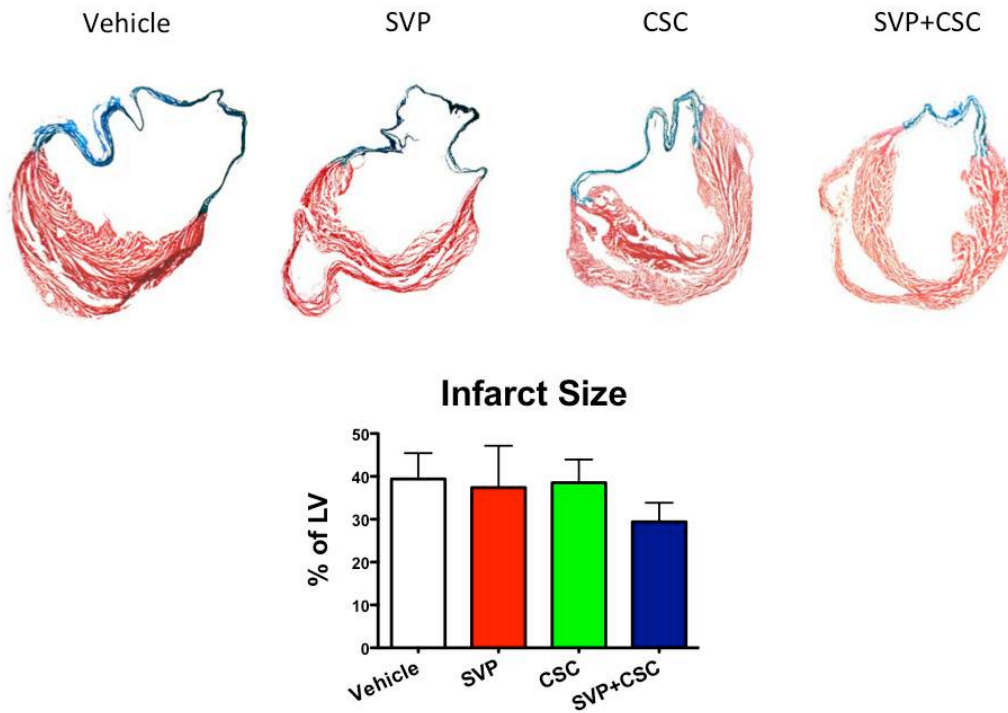 Vehicle SVP CSC SVP+CSC
Infarct Size
% of LV
50
40
30
20
10
0
Vehicle SVP CSC SVP+CSC